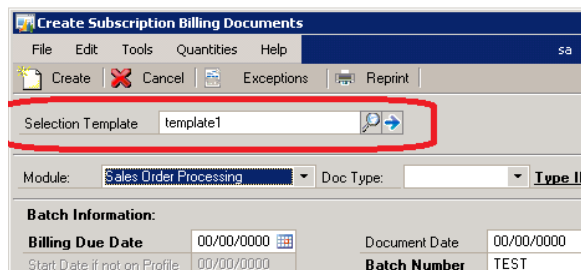 Create Subscription Billing Documents
File Edit Tools Quantities Help sa
Create Cancel Exceptions Reprint
Selection Template template1
Module: Sales Order Processing Doc Type: Type
Batch Information:
Billing Due Date 00/00/0000 Document Date 00/00/0000
Start Date if not on Profile 00/00/0000 Batch Number TEST